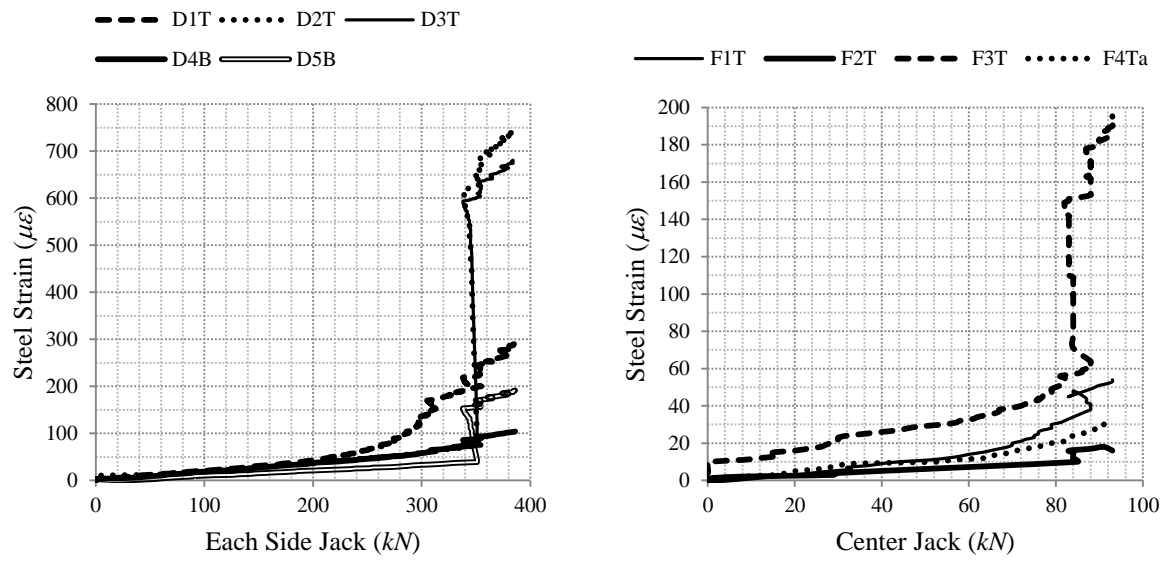 D1T D2T D3T
D4B D5B
800
700
600
500
400
300
200
100
0
0 100 200 300 400
Steel Strain (με)
Each Side Jack (kN)
F1T F2T F3T F4Ta
200
180
160
140
120
100
80
60
40
20
0
0 20 40 60 80 100
Steel Strain (με)
Center Jack (kN)